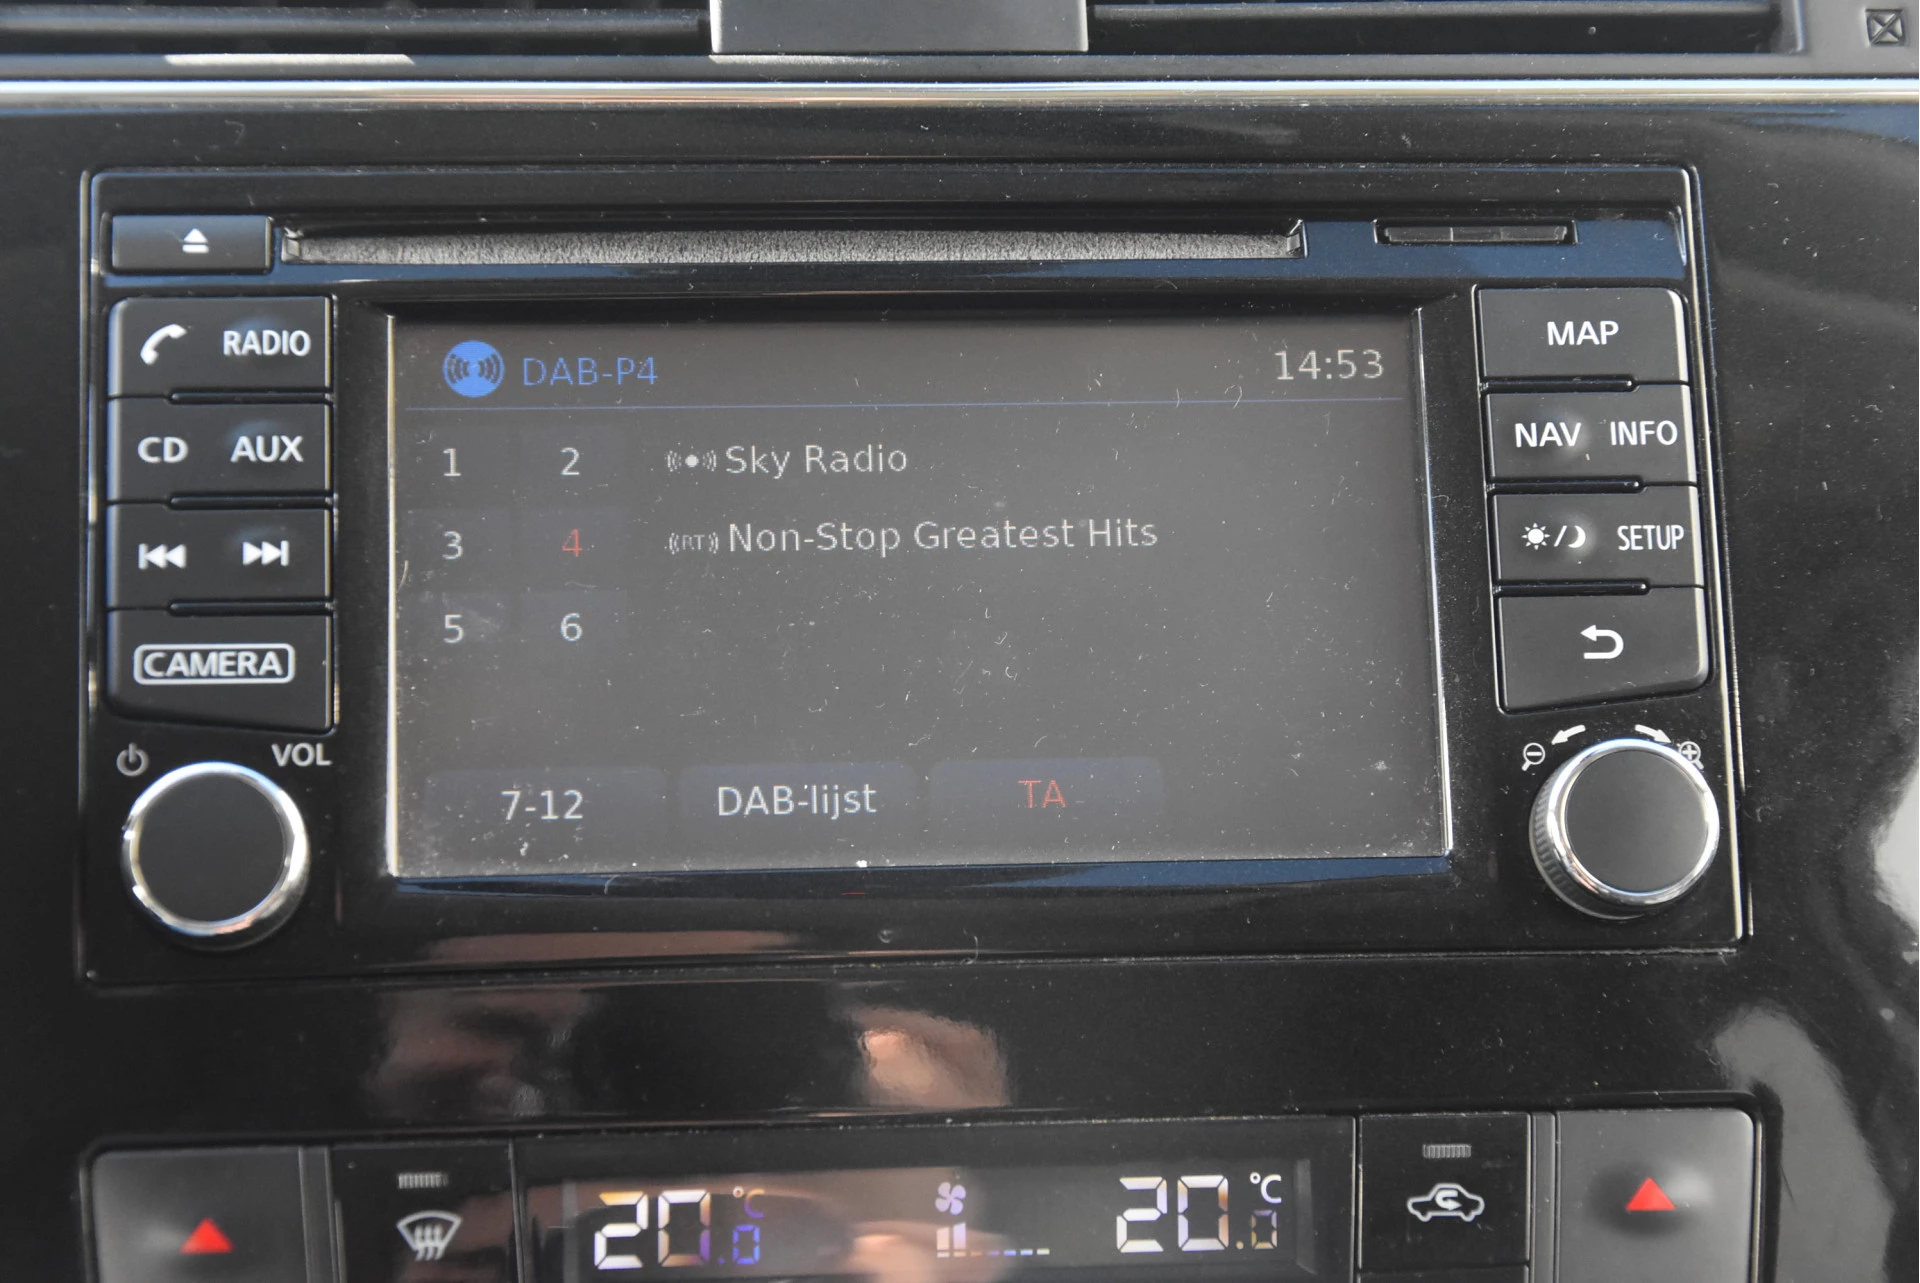 RADIO
CD AUX
CAMERA
VOL
DAB-P4 14:53
1 2 Sky Radio
3 4 RT Non-Stop Greatest Hits
5 6
7-12 DAB-lijst TA
MAP
NAV INFO
SETUP
20.0 °C
20.0 °C